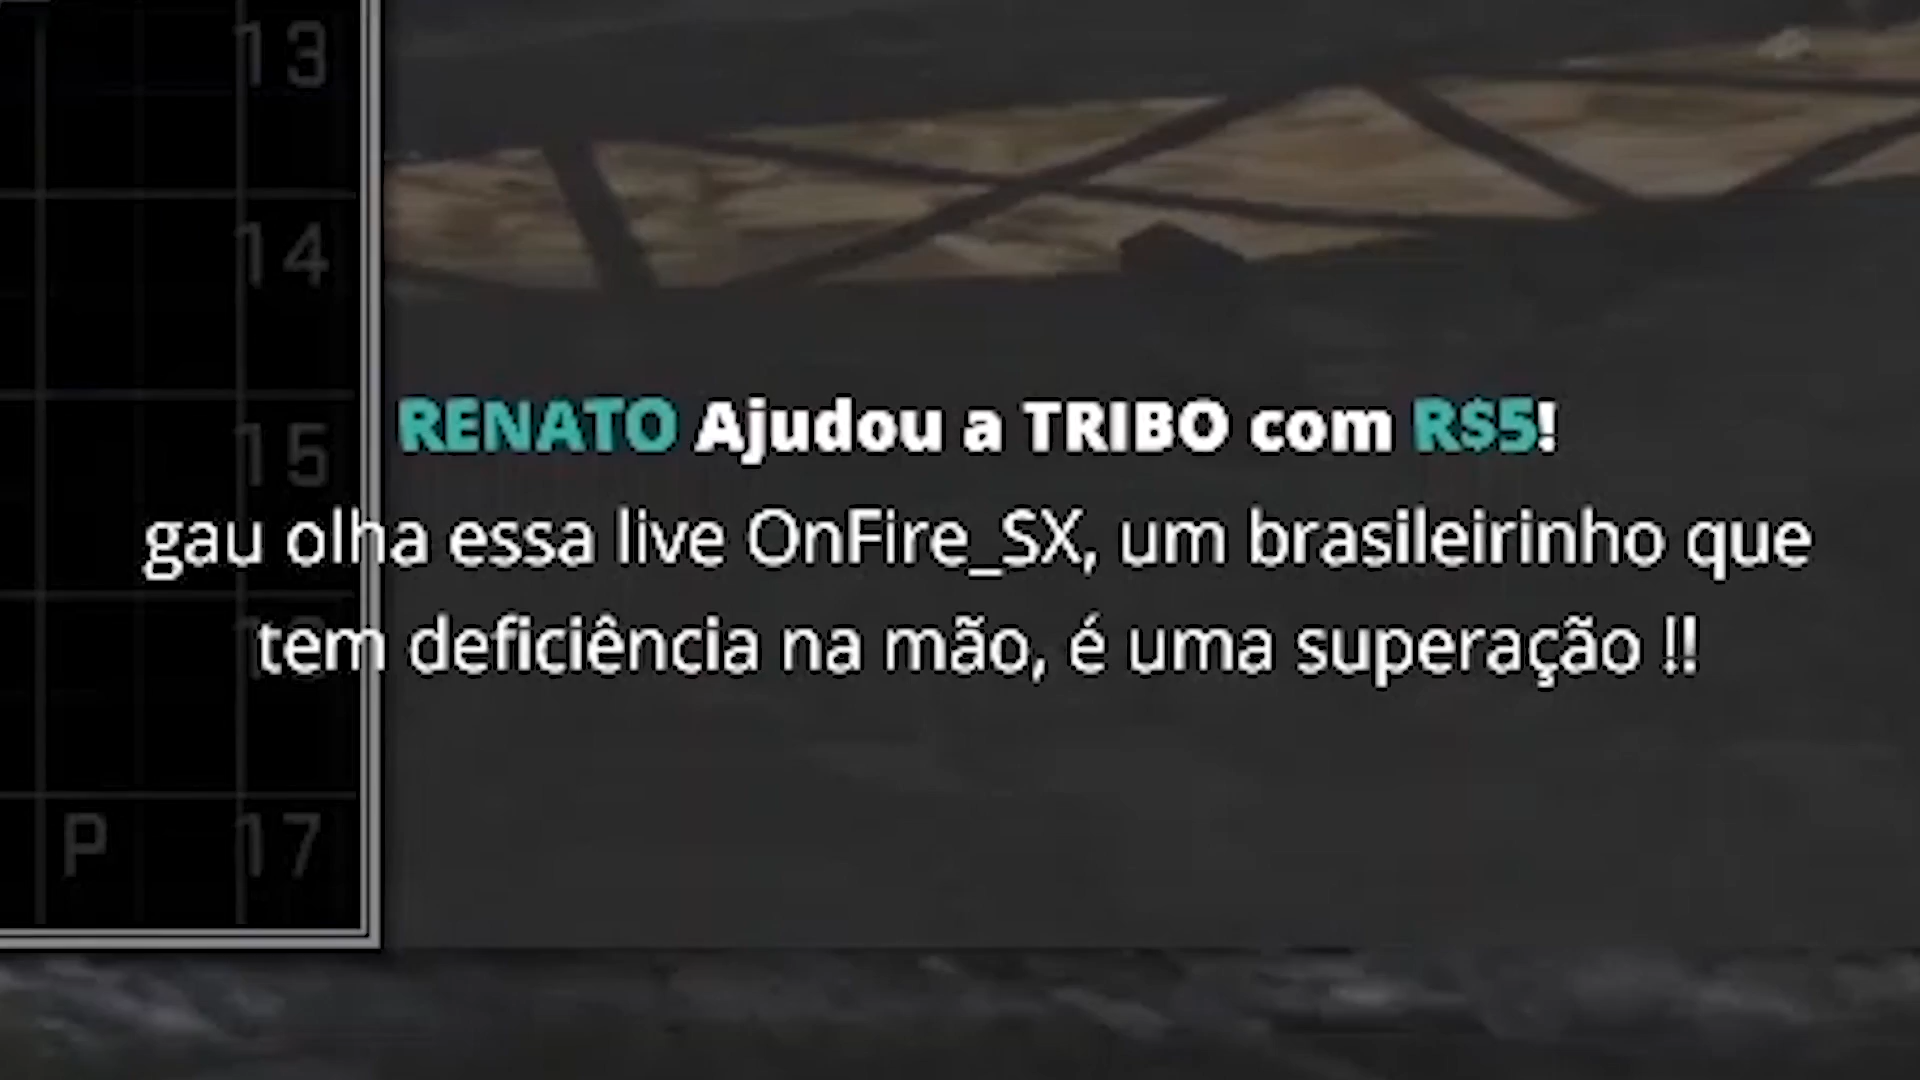 13
14
15
RENATO Ajudou a TRIBO com R$5!
gau olha essa live OnFire_SX, um brasileirinho que
tem deficiência na mão, é uma superação !!
P 17